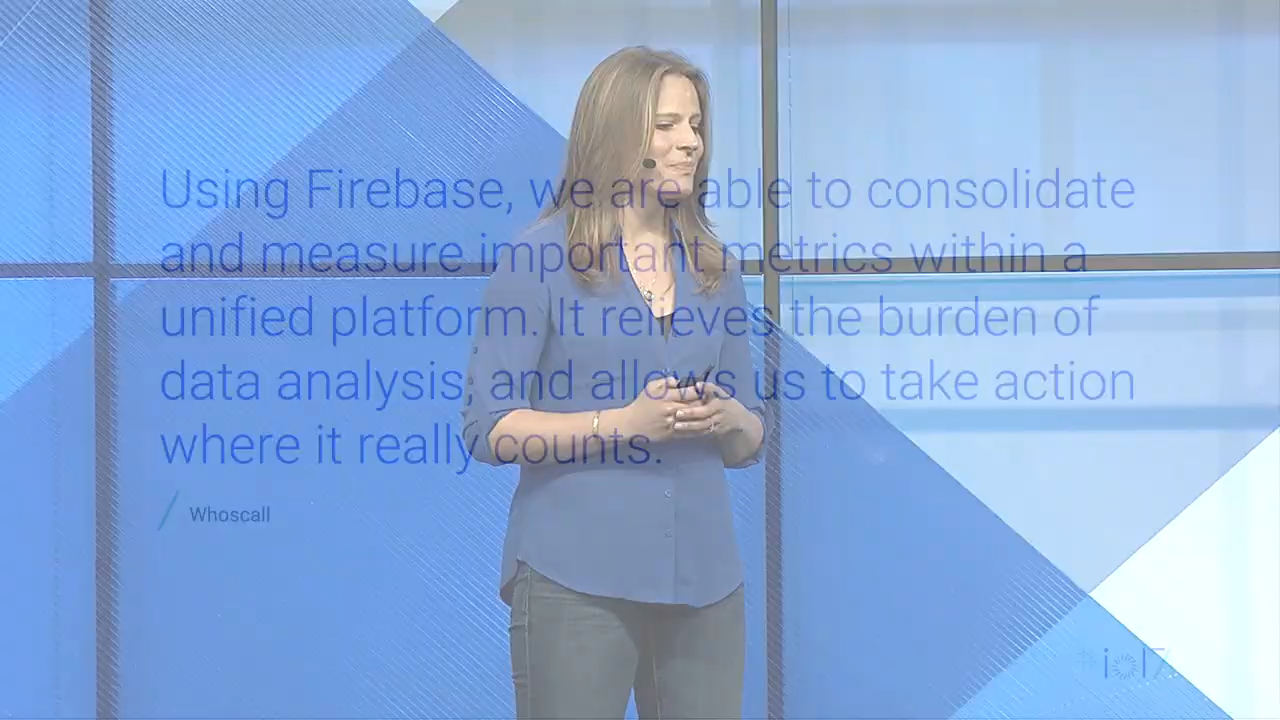 Using Firebase, we are able to consolidate
and measure important metrics within a
unified platform. It relieves the burden of
data analysis, and allows us to take action
where it really counts.
Whoscall
#io17